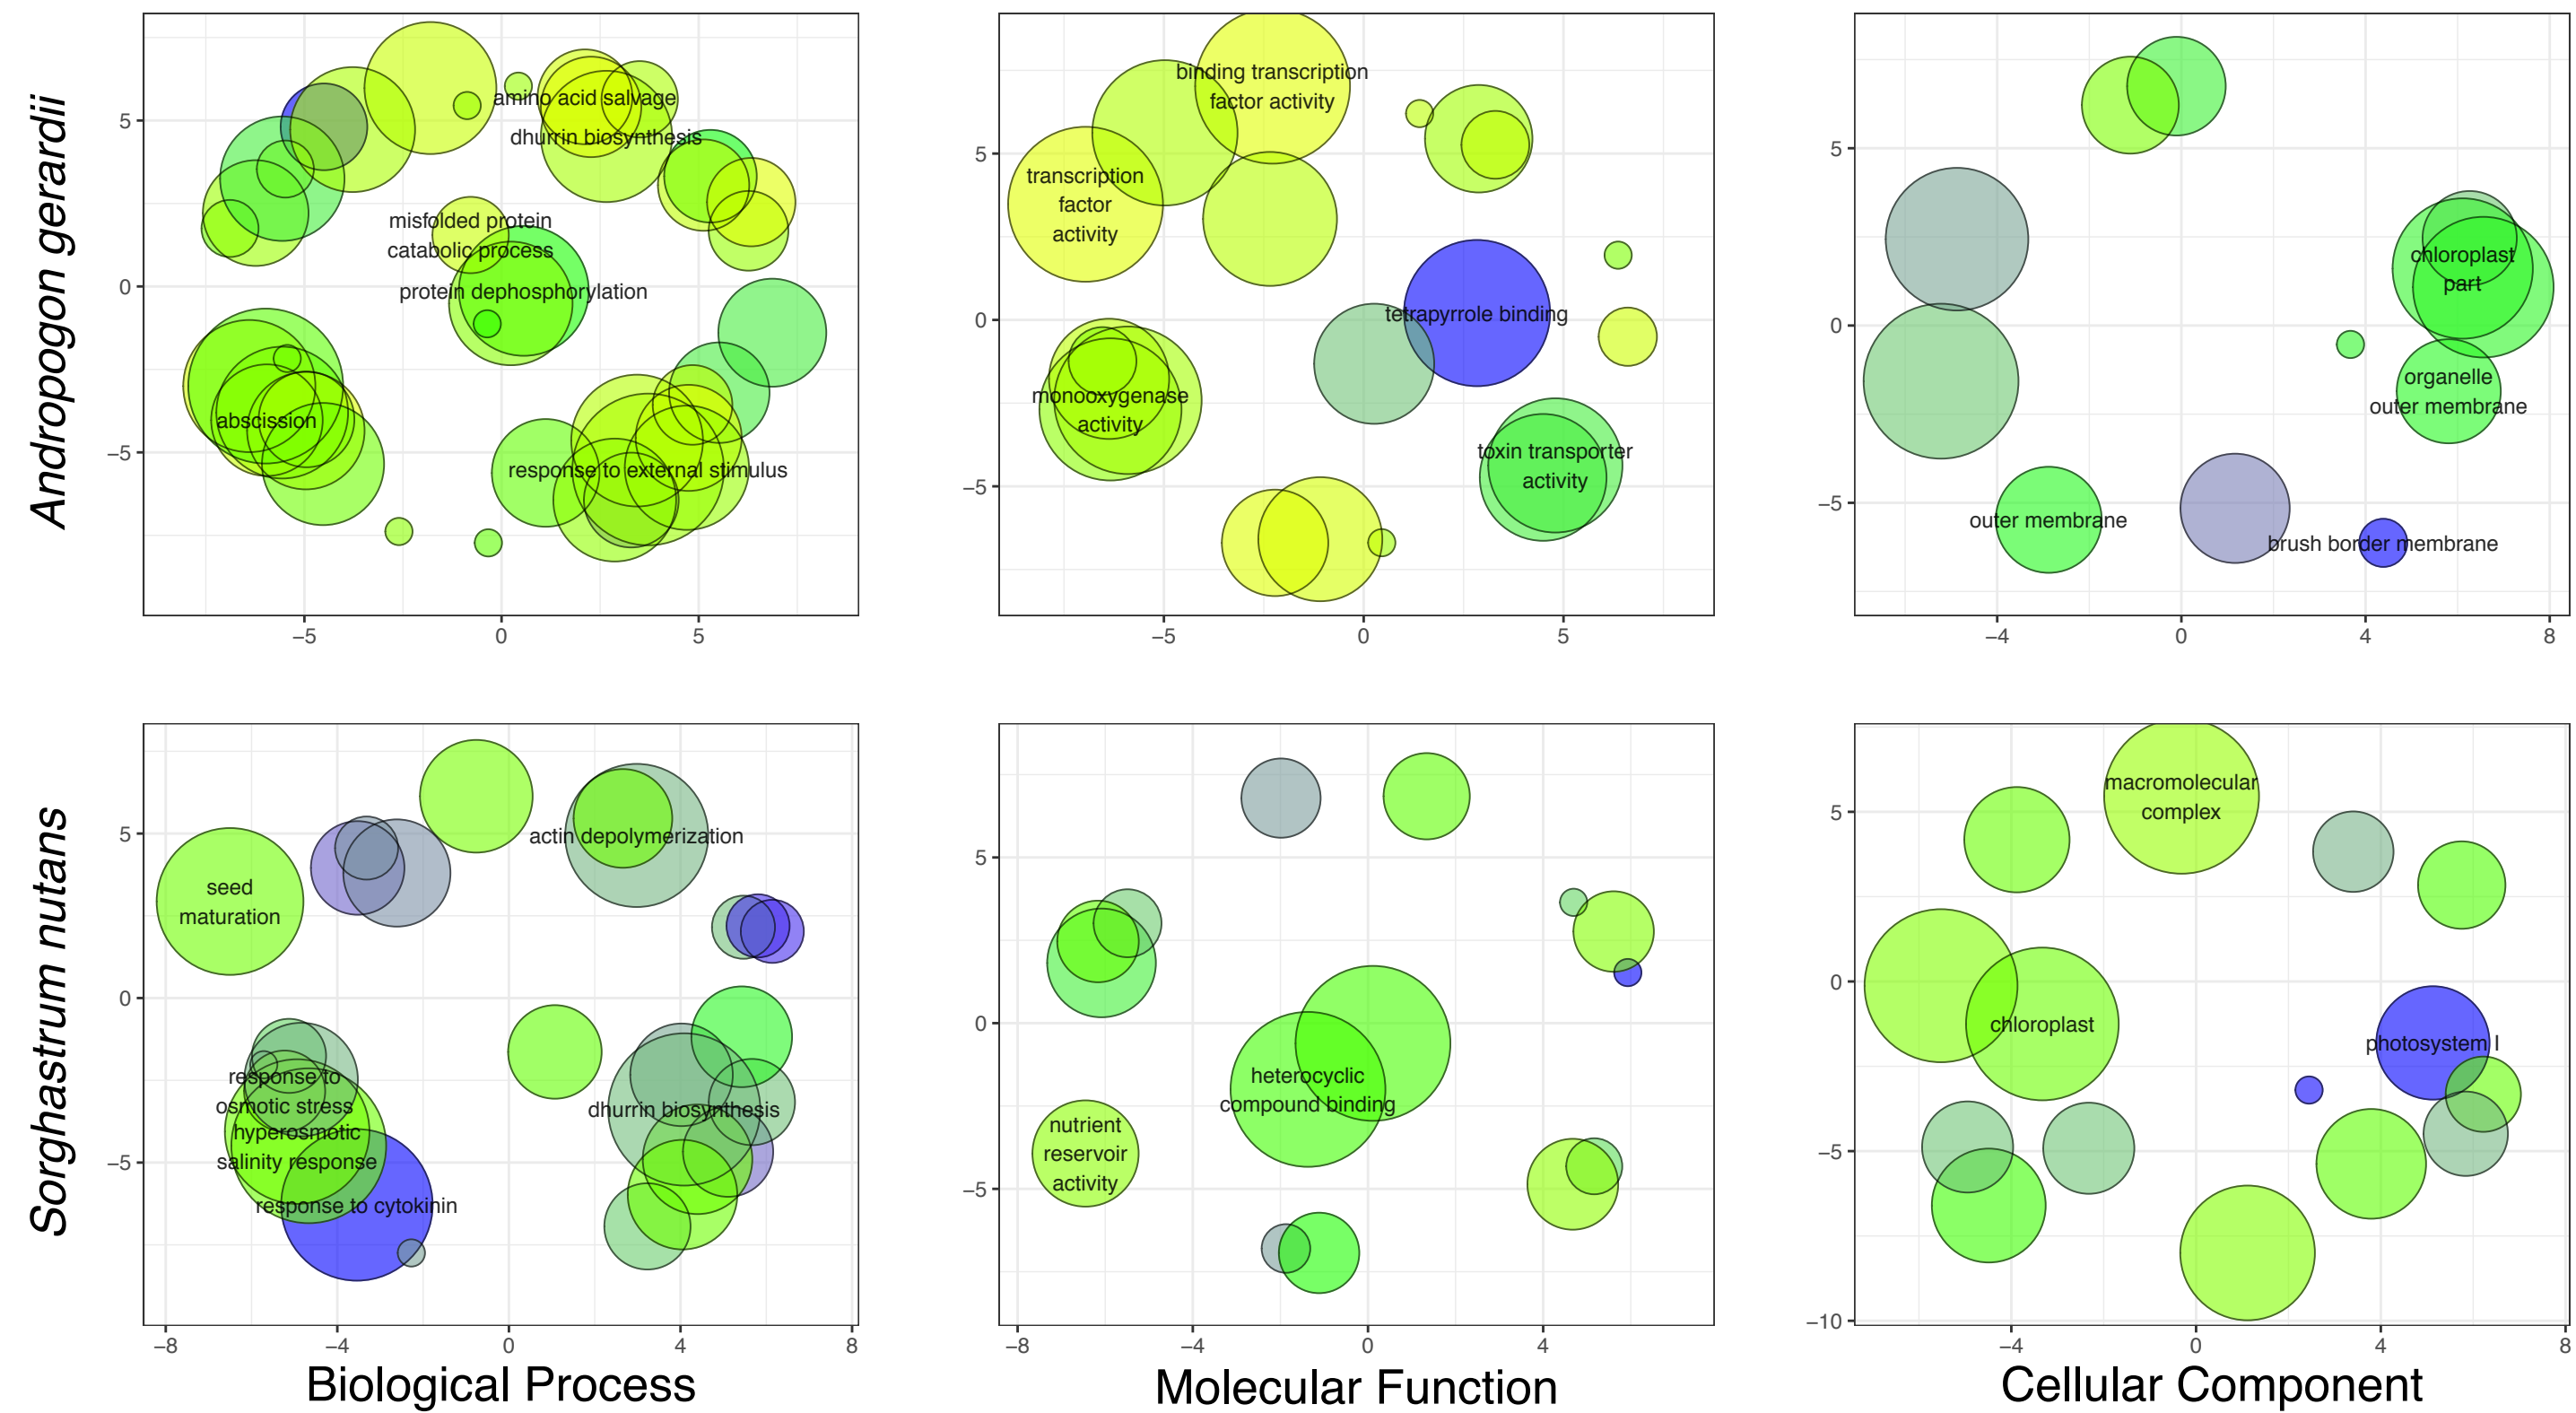 Andropogon gerardii
5
0
−5
−5
0
5
amino acid salvage
dhurrin biosynthesis
misfolded protein
catabolic process
protein dephosphorylation
abscission
response to external stimulus
5
0
−5
−5
0
5
binding transcription
factor activity
transcription
factor
activity
tetrapyrrole binding
monooxygenase
activity
toxin transporter
activity
5
0
−5
−4
0
4
8
chloroplast
part
organelle
outer membrane
outer membrane
brush border membrane
Sorghastrum nutans
5
0
−5
−8
−4
0
4
8
actin depolymerization
seed
maturation
response to
osmotic stress
hyperosmotic
salinity response
response to cytokinin
dhurrin biosynthesis
Biological Process
5
0
−5
−8
−4
0
4
heterocyclic
compound binding
nutrient
reservoir
activity
Molecular Function
5
0
−5
−10
−4
0
4
8
macromolecular
complex
chloroplast
photosystem I
Cellular Component